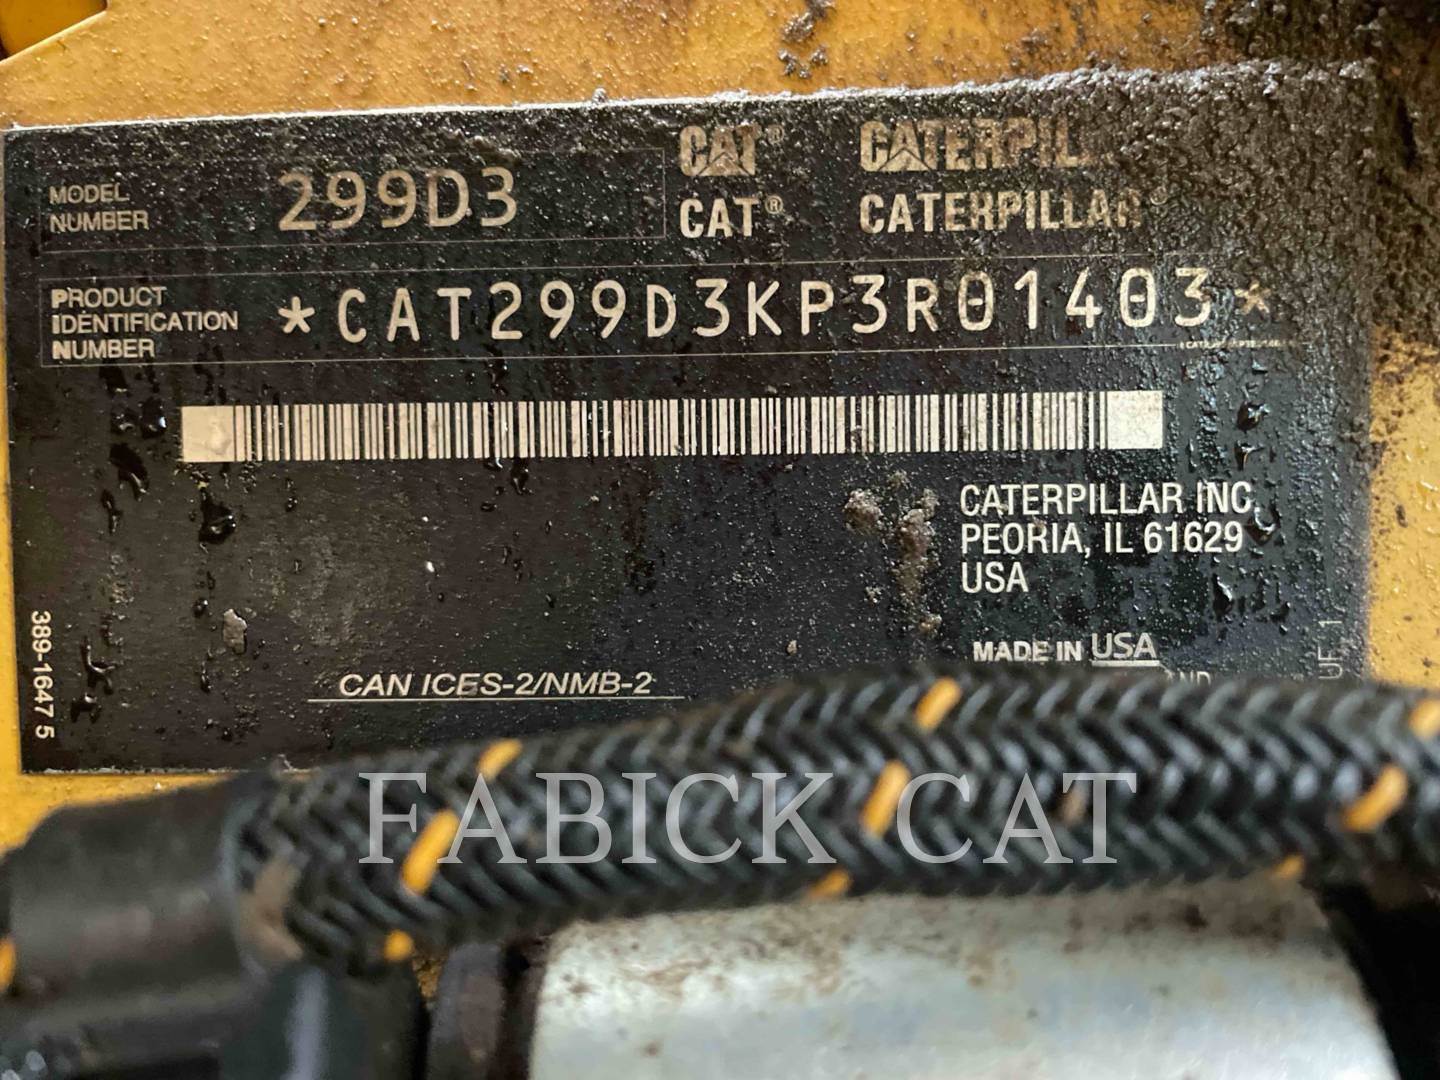 MODEL
NUMBER
299D3
CAT®
CAT®
CATERPILLAR
CATERPILLAR®
PRODUCT
IDENTIFICATION
NUMBER
*CAT299D3KP3R01403*
CATERPILLAR INC.
PEORIA, IL 61629
USA
MADE IN USA
CAN ICES-2/NMB-2
389-1647 5
FABICK CAT